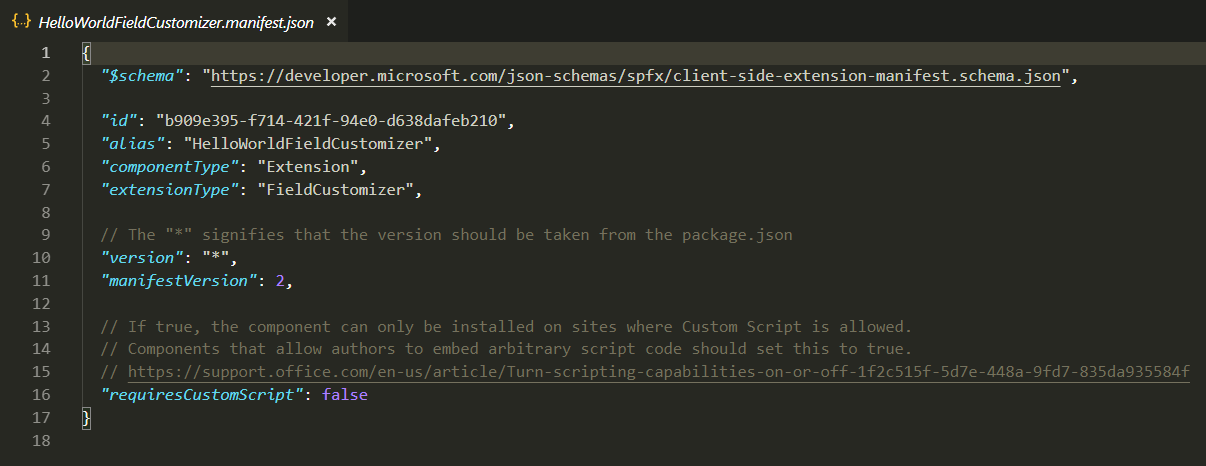 {..} HelloWorldFieldCustomizer.manifest.json ×
1 {
2 "$schema": "https://developer.microsoft.com/json-schemas/spfx/client-side-extension-manifest.schema.json",
3
4 "id": "b909e395-f714-421f-94e0-d638dafeb210",
5 "alias": "HelloWorldFieldCustomizer",
6 "componentType": "Extension",
7 "extensionType": "FieldCustomizer",
8
9 // The "*" signifies that the version should be taken from the package.json
10 "version": "*",
11 "manifestVersion": 2,
12
13 // If true, the component can only be installed on sites where Custom Script is allowed.
14 // Components that allow authors to embed arbitrary script code should set this to true.
15 // https://support.office.com/en-us/article/Turn-scripting-capabilities-on-or-off-1f2c515f-5d7e-448a-9fd7-835da935584f
16 "requiresCustomScript": false
17 }
18